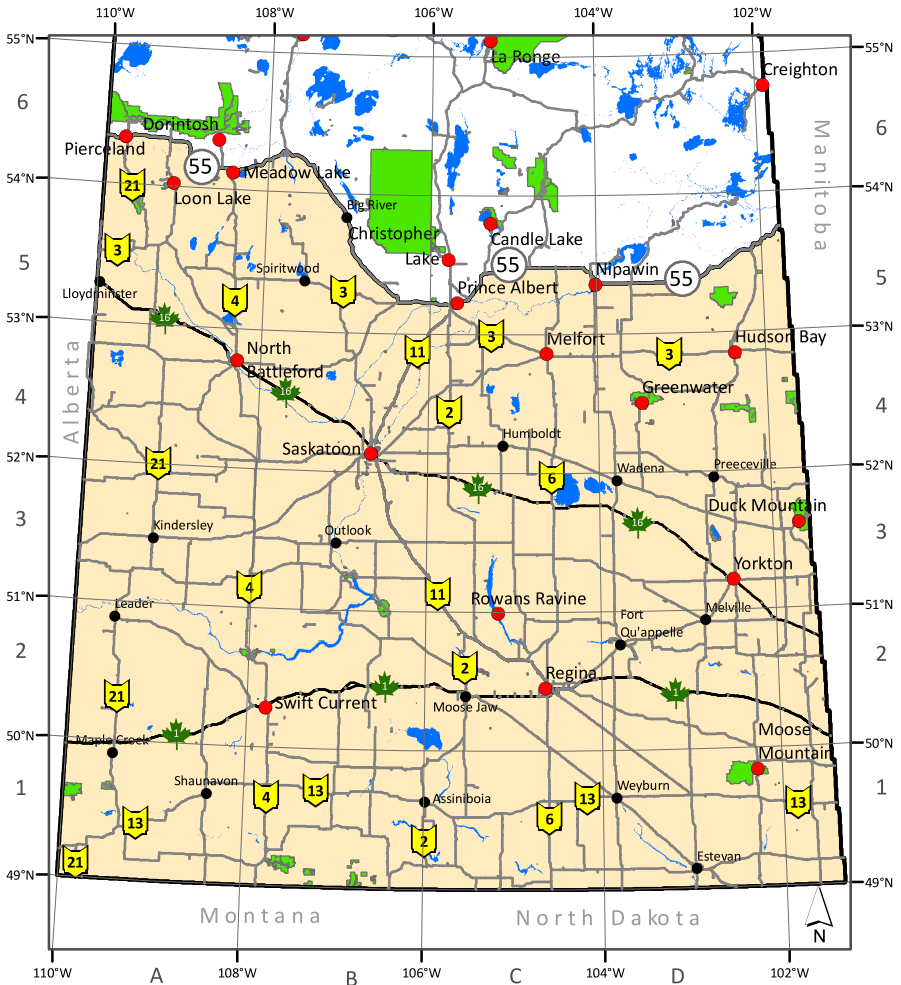 110°W 108°W 106°W 104°W 102°W
55°N
55°N
La Ronge
Creighton
6
6
Dorintosh
Pierceland
Manitoba
55
Meadow Lake
54°N
54°N
21
Loon Lake
Big River
Christopher
Lake
Candle Lake
3
5
5
55
Nipawin
55
Spiritwood
Lloydminster
4
3
Prince Albert
53°N
53°N
16
3
Melfort
Hudson Bay
11
3
North
Battleford
Alberta
16
Greenwater
4
4
2
Humboldt
Saskatoon
52°N
52°N
21
Wadena
Preeceville
6
16
Duck Mountain
16
3
3
Kindersley
Outlook
Yorkton
4
11
51°N
51°N
Leader
Rowans Ravine
Melville
Fort
Qu'appelle
2
2
2
Regina
21
1
1
Swift Current
Moose Jaw
1
50°N
50°N
Maple Creek
Moose
Mountain
Shaunavon
4
13
Assiniboia
Weyburn
13
13
1
1
13
6
2
21
Estevan
49°N
49°N
Montana
North Dakota
N
110°W A 108°W B 106°W C 104°W D 102°W